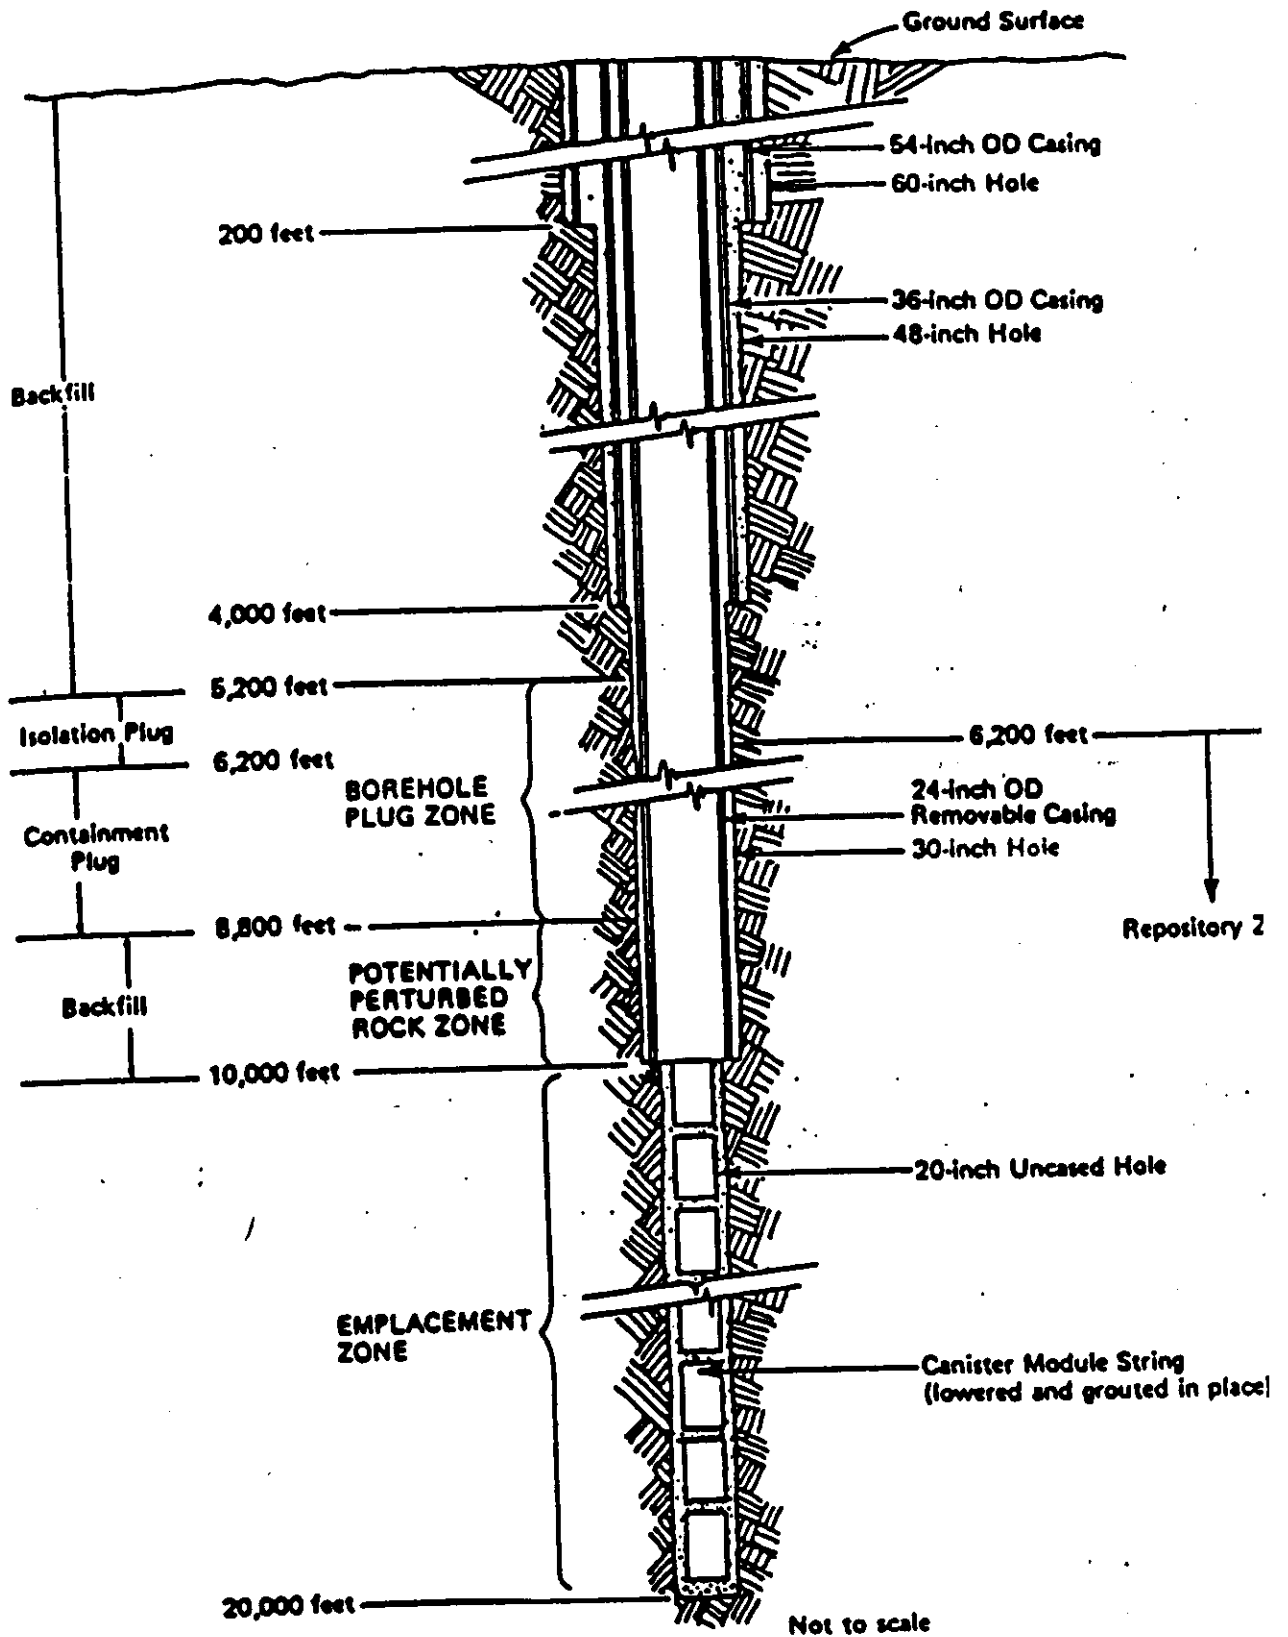 Ground Surface
54-inch OD Casing
60-inch Hole
200 feet
36-inch OD Casing
48-inch Hole
Backfill
4,000 feet
5,200 feet
Isolation Plug
6,200 feet
6,200 feet
BOREHOLE
PLUG ZONE
24-inch OD
Removable Casing
30-inch Hole
Containment
Plug
8,800 feet
Repository Z
POTENTIALLY
PERTURBED
ROCK ZONE
Backfill
10,000 feet
20-inch Uncased Hole
EMPLACEMENT
ZONE
Canister Module String
(lowered and grouted in place)
20,000 feet
Not to scale